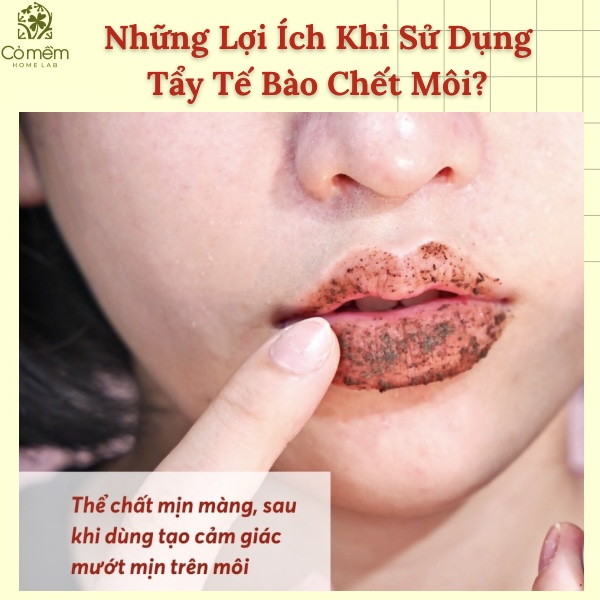 Cỏ mềm
HOME LAB
Những Lợi Ích Khi Sử Dụng
Tẩy Tế Bào Chết Môi?
Thể chất mịn màng, sau
khi dùng tạo cảm giác
mướt mịn trên môi